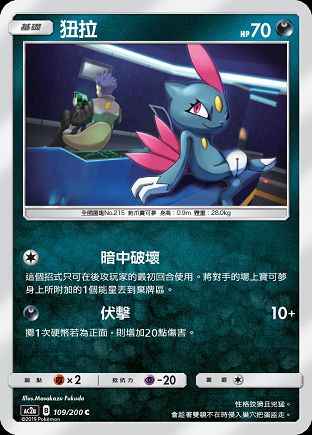 基礎 狃拉 HP70
全國圖鑑No.215 鉤爪寶可夢 身高：0.9m 體重：28.0kg
暗中破壞
這個招式只可在後攻玩家的最初回合使用。將對手的場上寶可夢
身上所附加的1個能量丟到棄牌區。
伏擊 10+
擲1次硬幣若為正面，則增加20點傷害。
弱點 ×2 抵抗力 -20 撤退
Illus.Masakazu Fukuda
AC2a D 109/200 C
©2019 Pokémon
性格狡猾且兇猛。
會趁著雙親不在時侵入巢穴把蛋盜走。